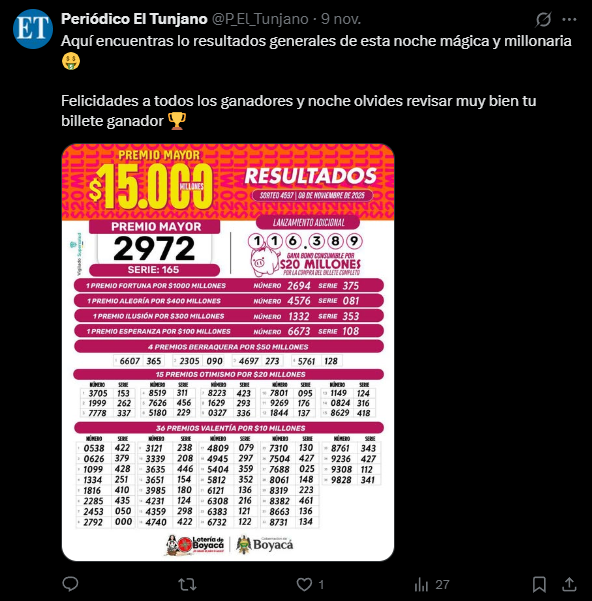 Periódico El Tunjano @P_El_Tunjano · 9 nov.
Aquí encuentras lo resultados generales de esta noche mágica y millonaria
🤑
Felicidades a todos los ganadores y noche olvides revisar muy bien tu
billete ganador 🏆
PREMIO MAYOR
$15.000 MILLONES
RESULTADOS
SORTEO 4597 | 08 DE NOVIEMBRE DE 2025
PREMIO MAYOR
2972
SERIE: 165
LANZAMIENTO ADICIONAL
116.389
GANA BONO CONSUMIBLE POR
$20 MILLONES
POR LA COMPRA DEL BILLETE COMPLETO
1 PREMIO FORTUNA POR $1000 MILLONES NÚMERO 2694 SERIE 375
1 PREMIO ALEGRÍA POR $400 MILLONES NÚMERO 4576 SERIE 081
1 PREMIO ILUSIÓN POR $300 MILLONES NÚMERO 1332 SERIE 353
1 PREMIO ESPERANZA POR $100 MILLONES NÚMERO 6673 SERIE 108
4 PREMIOS BERRAQUERA POR $50 MILLONES
6607 365 2305 090 4697 273 5761 128
15 PREMIOS OTIMISMO POR $20 MILLONES
NÚMERO SERIE NÚMERO SERIE NÚMERO SERIE NÚMERO SERIE NÚMERO SERIE
3705 153 8519 311 8223 423 7801 095 1149 124
1999 262 7626 456 1629 293 9269 176 0824 316
7778 337 5180 229 0327 336 1844 137 8629 418
36 PREMIOS VALENTÍA POR $10 MILLONES
NÚMERO SERIE NÚMERO SERIE NÚMERO SERIE NÚMERO SERIE NÚMERO SERIE
0538 422 3121 238 4809 079 7310 130 8761 343
0626 379 3339 208 4945 297 7504 427 9236 427
1099 428 3635 446 5404 359 7688 025 9308 112
1334 251 3651 154 5812 352 8061 148 9828 341
1816 410 3985 180 6121 136 8319 223
2285 435 4231 124 6308 216 8382 461
2453 050 4359 298 6383 121 8663 136
2792 000 4740 422 6732 122 8731 134
Lotería de
Boyacá
Boyacá
1
27